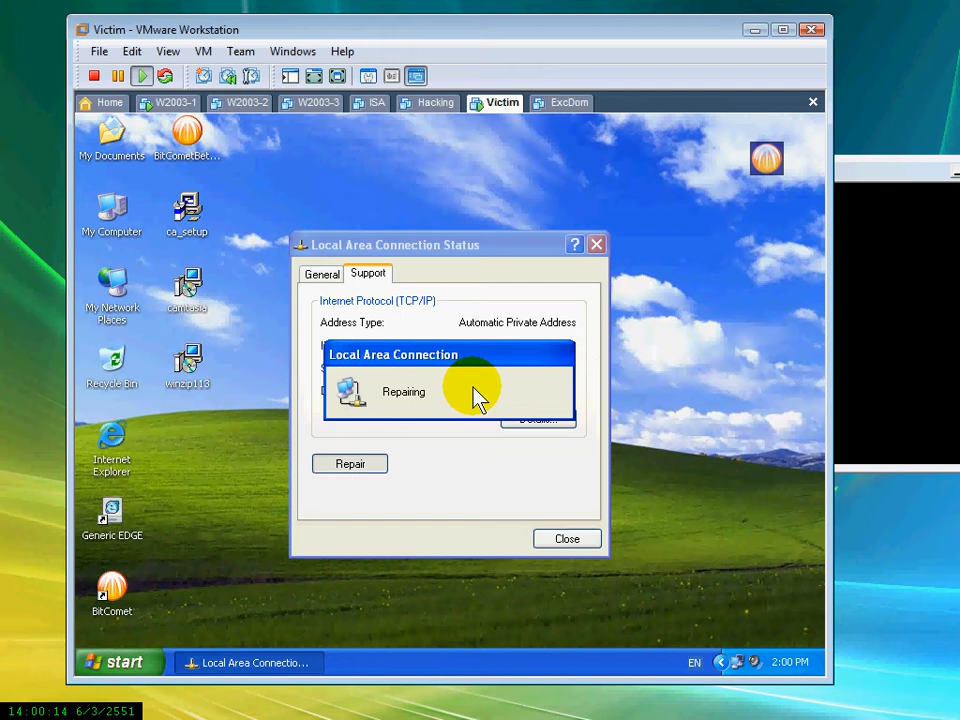 Victim - VMware Workstation
File Edit View VM Team Windows Help
Home W2003-1 W2003-2 W2003-3 ISA Hacking Victim ExcDom
My Documents BitCometBet...
My Computer ca_setup
My Network Places camtasia
Recycle Bin winzip113
Internet Explorer
Generic EDGE
BitComet
Local Area Connection Status
General Support
Internet Protocol (TCP/IP)
Address Type: Automatic Private Address
Local Area Connection
Repairing
Details...
Repair
Close
start Local Area Connectio... EN 2:00 PM
14:00:14 6/3/2551